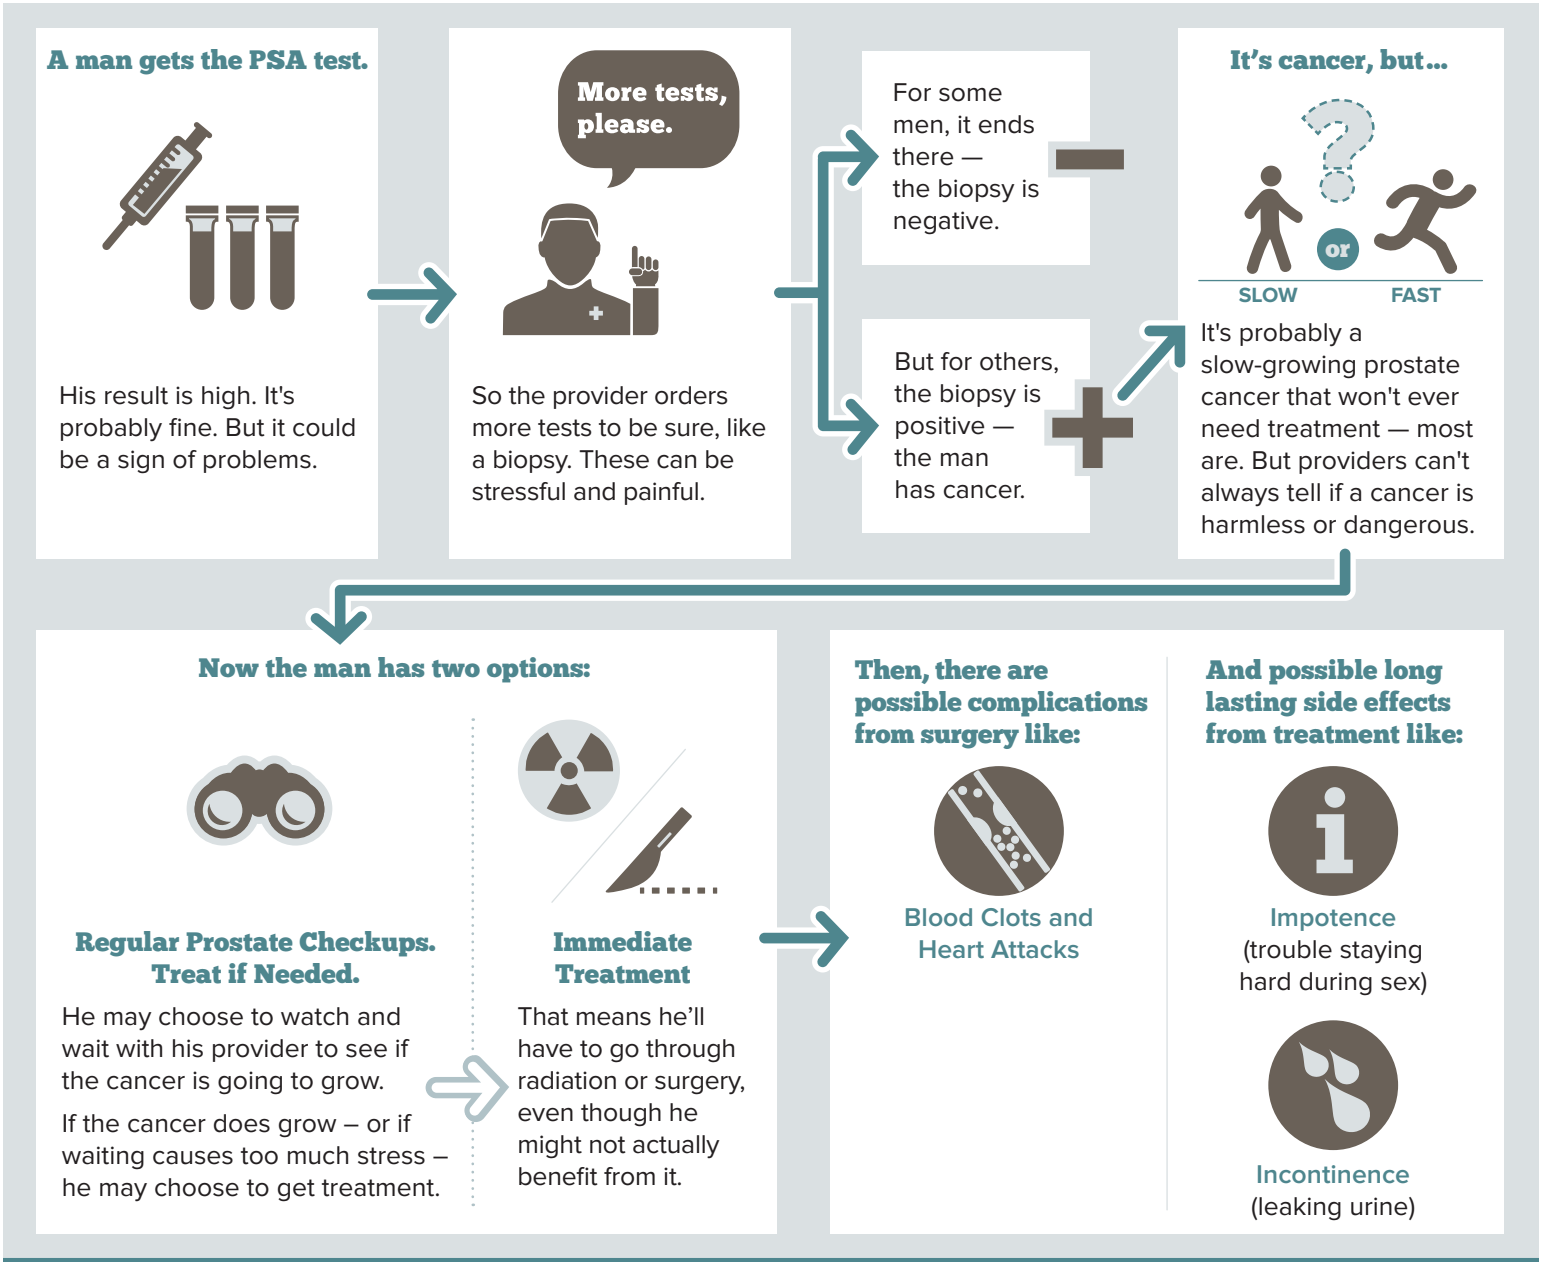 A man gets the PSA test.
His result is high. It's
probably fine. But it could
be a sign of problems.
More tests,
please.
So the provider orders
more tests to be sure, like
a biopsy. These can be
stressful and painful.
For some
men, it ends
there —
the biopsy is
negative.
But for others,
the biopsy is
positive —
the man
has cancer.
It’s cancer, but...
or
SLOW
FAST
It's probably a
slow-growing prostate
cancer that won't ever
need treatment — most
are. But providers can't
always tell if a cancer is
harmless or dangerous.
Now the man has two options:
Regular Prostate Checkups.
Treat if Needed.
He may choose to watch and
wait with his provider to see if
the cancer is going to grow.
If the cancer does grow – or if
waiting causes too much stress –
he may choose to get treatment.
Immediate
Treatment
That means he’ll
have to go through
radiation or surgery,
even though he
might not actually
benefit from it.
Then, there are
possible complications
from surgery like:
Blood Clots and
Heart Attacks
And possible long
lasting side effects
from treatment like:
i
Impotence
(trouble staying
hard during sex)
Incontinence
(leaking urine)